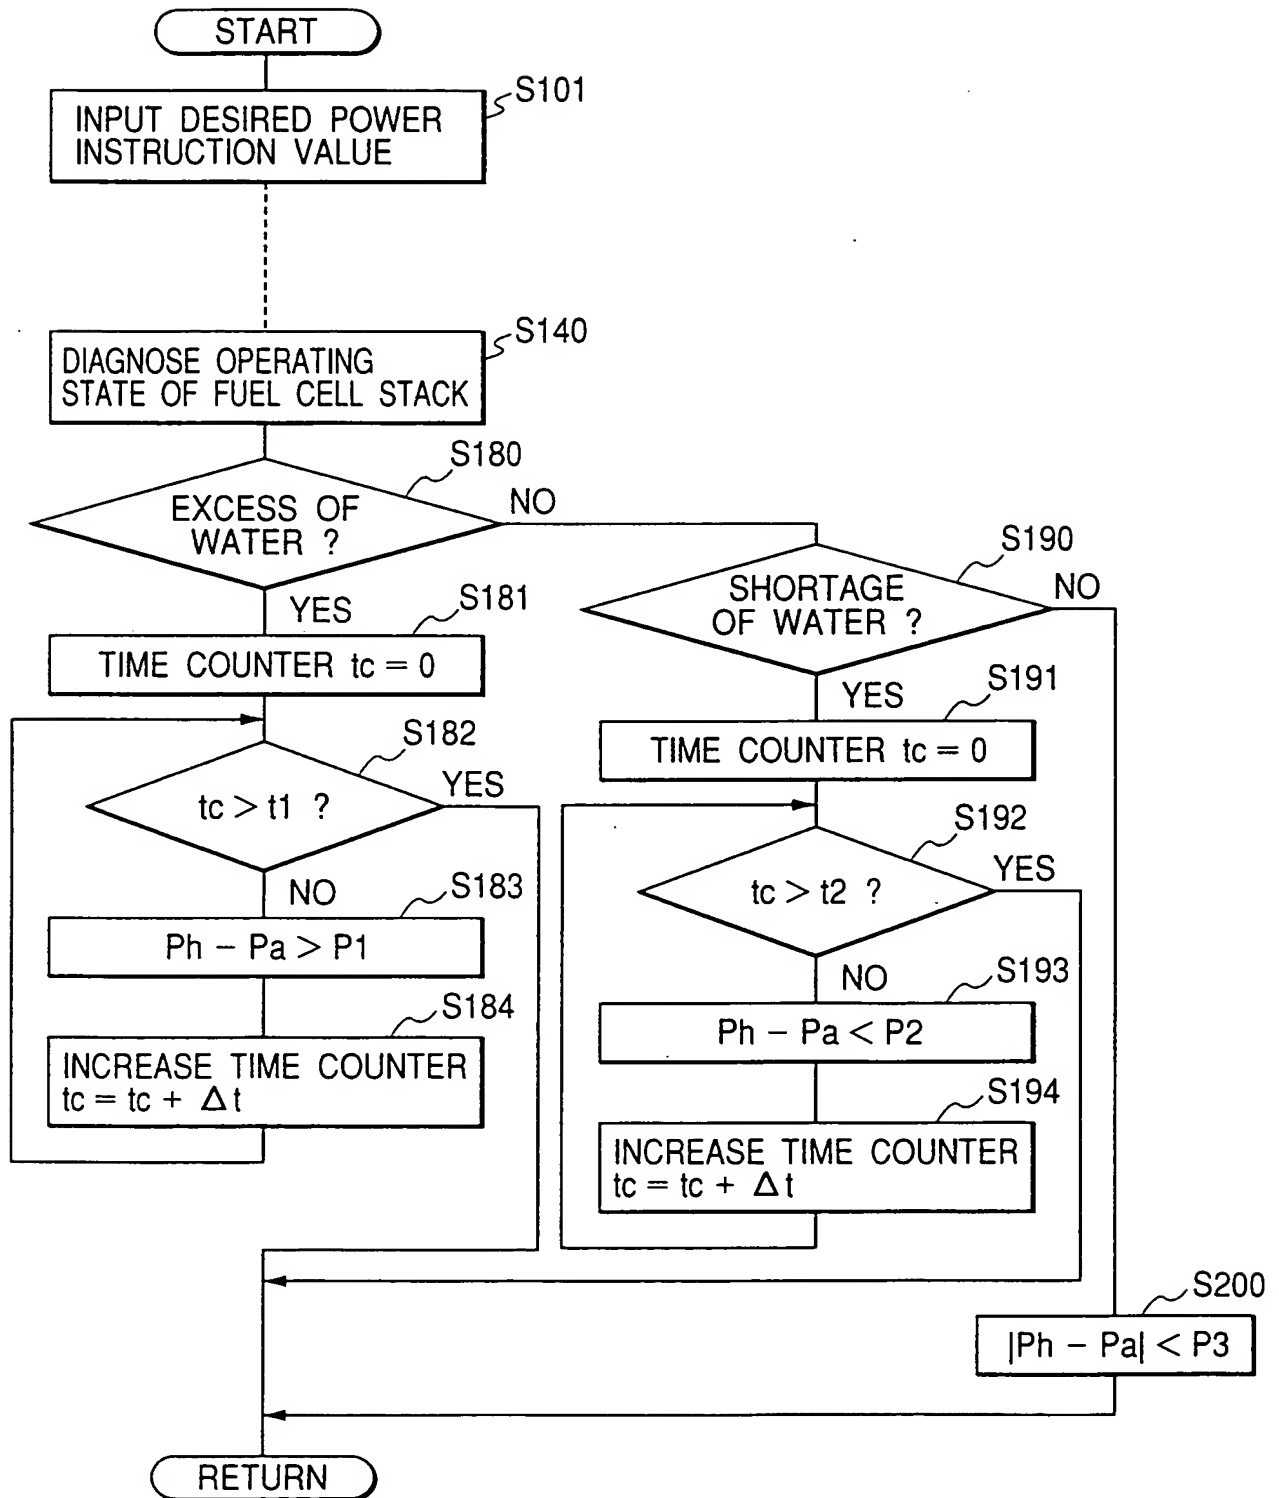 START
S101
INPUT DESIRED POWER
INSTRUCTION VALUE
S140
DIAGNOSE OPERATING
STATE OF FUEL CELL STACK
S180
EXCESS OF
WATER ?
NO
YES
S181
TIME COUNTER tc = 0
S182
tc > t1 ?
YES
NO
S183
Ph − Pa > P1
S184
INCREASE TIME COUNTER
tc = tc + Δt
S190
SHORTAGE
OF WATER ?
NO
YES
S191
TIME COUNTER tc = 0
S192
tc > t2 ?
YES
NO
S193
Ph − Pa < P2
S194
INCREASE TIME COUNTER
tc = tc + Δt
S200
|Ph − Pa| < P3
RETURN